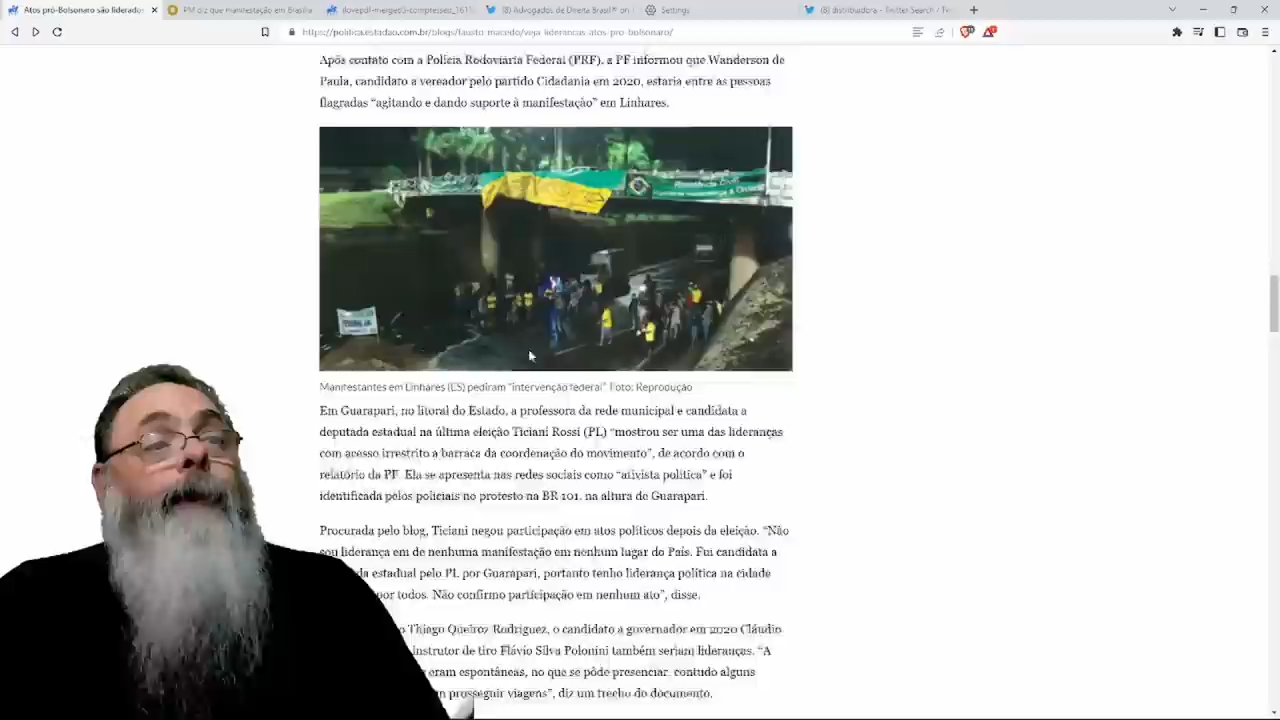 Atos pró-Bolsonaro são liderados
PM diz que manifestação em Brasília
ilovepdf-merged
(8) Advogados de Direita Brasil® on T
Settings
(8) distribuidora - Twitter Search / Twi
https://politica.estadao.com.br/blogs/fausto-macedo/veja-liderancas-atos-pro-bolsonaro/
Após contato com a Polícia Rodoviária Federal (PRF), a PF informou que Wanderson de
Paula, candidato a vereador pelo partido Cidadania em 2020, estaria entre as pessoas
flagradas “agitando e dando suporte à manifestação” em Linhares.
Manifestantes em Linhares (ES) pediram “intervenção federal” Foto: Reprodução
Em Guarapari, no litoral do Estado, a professora da rede municipal e candidata a
deputada estadual na última eleição Ticiani Rossi (PL) “mostrou ser uma das lideranças
com acesso irrestrito a barraca da coordenação do movimento”, de acordo com o
relatório da PF. Ela se apresenta nas redes sociais como “ativista política” e foi
identificada pelos policiais no protesto na BR 101, na altura de Guarapari.
Procurada pelo blog, Ticiani negou participação em atos políticos depois da eleição. “Não
sou liderança em de nenhuma manifestação em nenhum lugar do País. Fui candidata a
da estadual pelo PL por Guarapari, portanto tenho liderança política na cidade
por todos. Não confirmo participação em nenhum ato”, disse.
o Thiago Queiroz Rodriguez, o candidato a governador em 2020 Cláudio
instrutor de tiro Flávio Silva Polonini também seriam lideranças. “A
eram espontâneas, no que se pôde presenciar, contudo alguns
prosseguir viagens”, diz um trecho do documento.